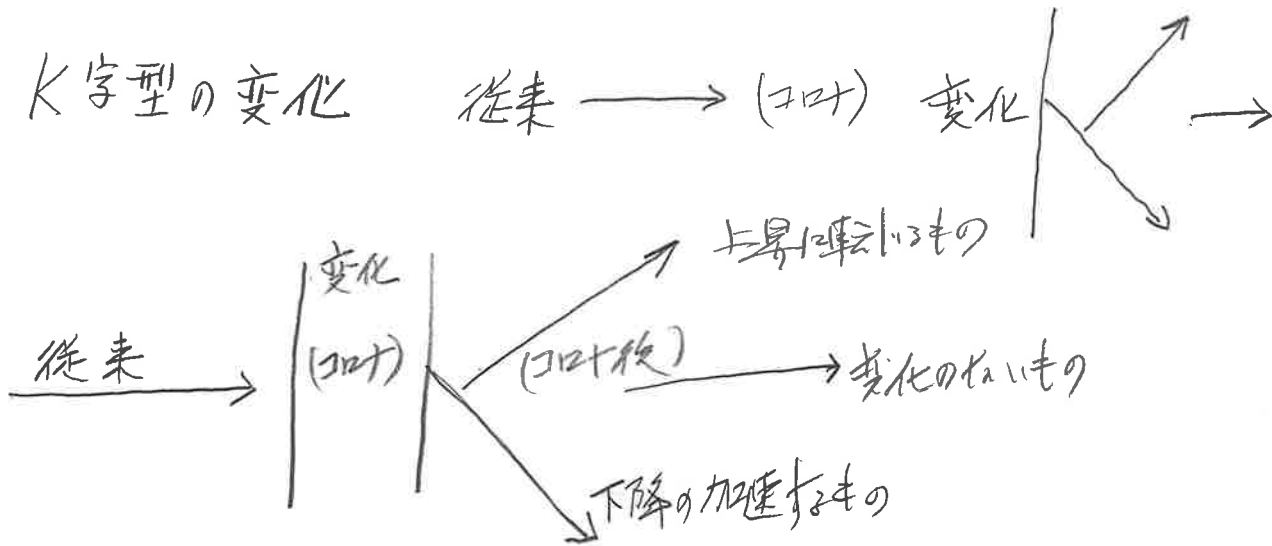 K字型の変化 従来 → (コロナ) 変化 K →
上昇に転じるもの
変化
従来 → (コロナ) K (コロナ後) → 変化のないもの
下降の加速するもの